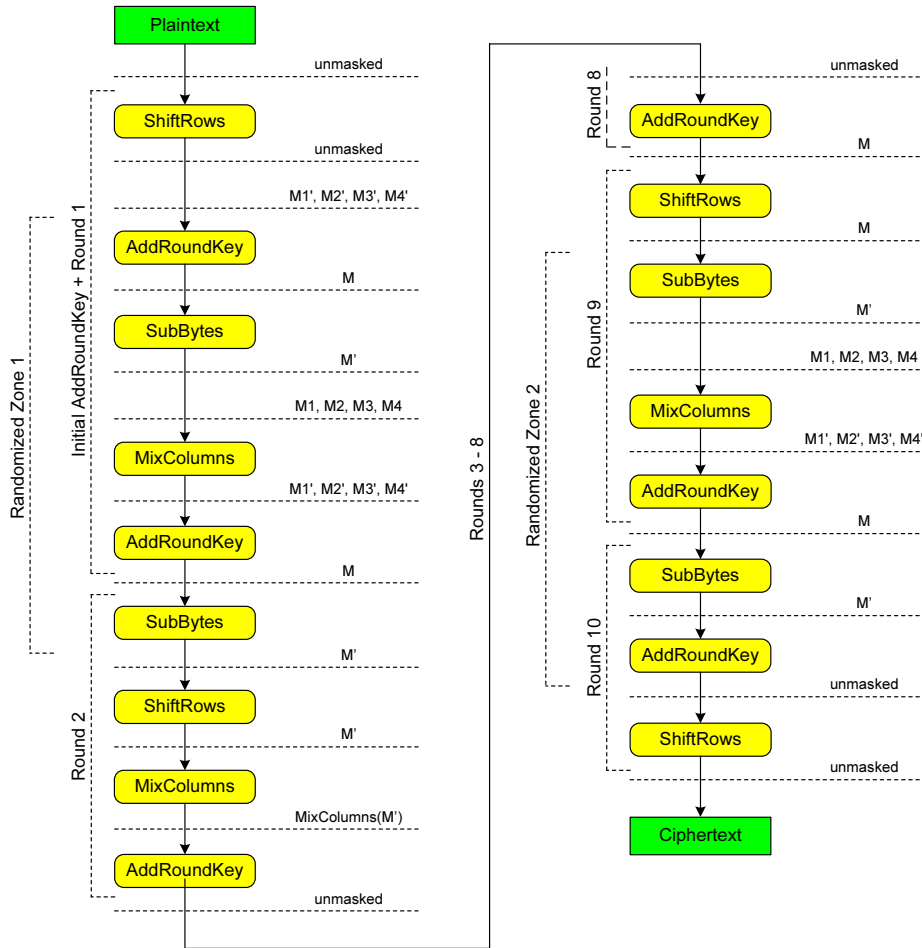 Plaintext
unmasked
ShiftRows
unmasked
M1', M2', M3', M4'
AddRoundKey
M
SubBytes
M'
M1, M2, M3, M4
MixColumns
M1', M2', M3', M4'
AddRoundKey
M
SubBytes
M'
ShiftRows
M'
MixColumns
MixColumns(M')
AddRoundKey
unmasked
Randomized Zone 1
Initial AddRoundKey + Round 1
Round 2
Rounds 3 - 8
unmasked
Round 8
AddRoundKey
M
ShiftRows
M
SubBytes
M'
M1, M2, M3, M4
MixColumns
M1', M2', M3', M4'
AddRoundKey
M
SubBytes
M'
AddRoundKey
unmasked
ShiftRows
unmasked
Ciphertext
Randomized Zone 2
Round 9
Round 10